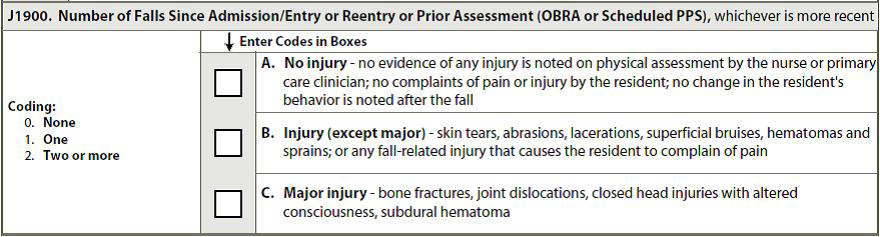 J1900. Number of Falls Since Admission/Entry or Reentry or Prior Assessment (OBRA or Scheduled PPS), whichever is more recent
Enter Codes in Boxes
Coding:
0. None
1. One
2. Two or more
A. No injury - no evidence of any injury is noted on physical assessment by the nurse or primary
care clinician; no complaints of pain or injury by the resident; no change in the resident's
behavior is noted after the fall
B. Injury (except major) - skin tears, abrasions, lacerations, superficial bruises, hematomas and
sprains; or any fall-related injury that causes the resident to complain of pain
C. Major injury - bone fractures, joint dislocations, closed head injuries with altered
consciousness, subdural hematoma